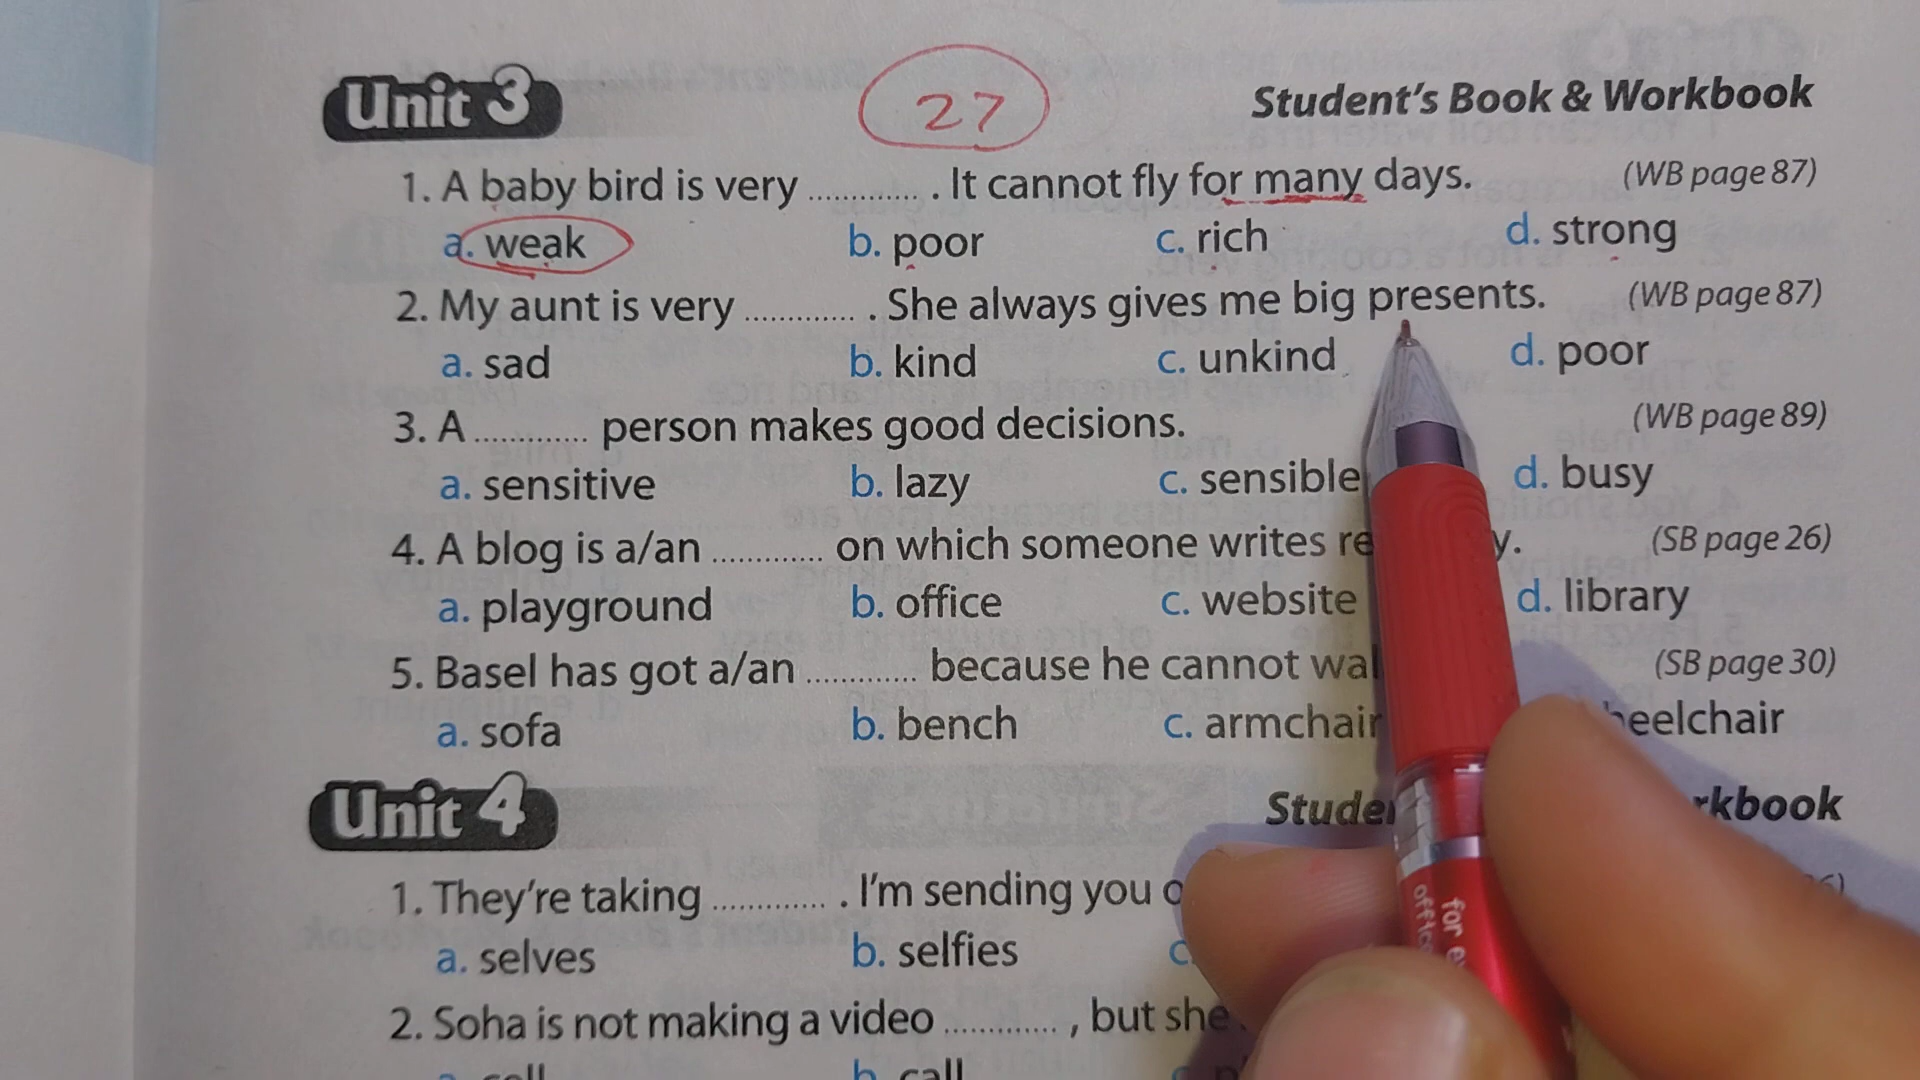 Unit 3 27 Student's Book & Workbook
1. A baby bird is very ............. . It cannot fly for many days. (WB page 87)
a. weak b. poor c. rich d. strong
2. My aunt is very ............. . She always gives me big presents. (WB page 87)
a. sad b. kind c. unkind d. poor
3. A ............. person makes good decisions. (WB page 89)
a. sensitive b. lazy c. sensible d. busy
4. A blog is a/an ............. on which someone writes (SB page 26)
a. playground b. office c. website d. library
5. Basel has got a/an ............. because he cannot (SB page 30)
a. sofa b. bench c. armchair
Unit 4
1. They're taking ............. . I'm sending you
a. selves b. selfies
2. Soha is not making a video ............. , but she
b. call
for